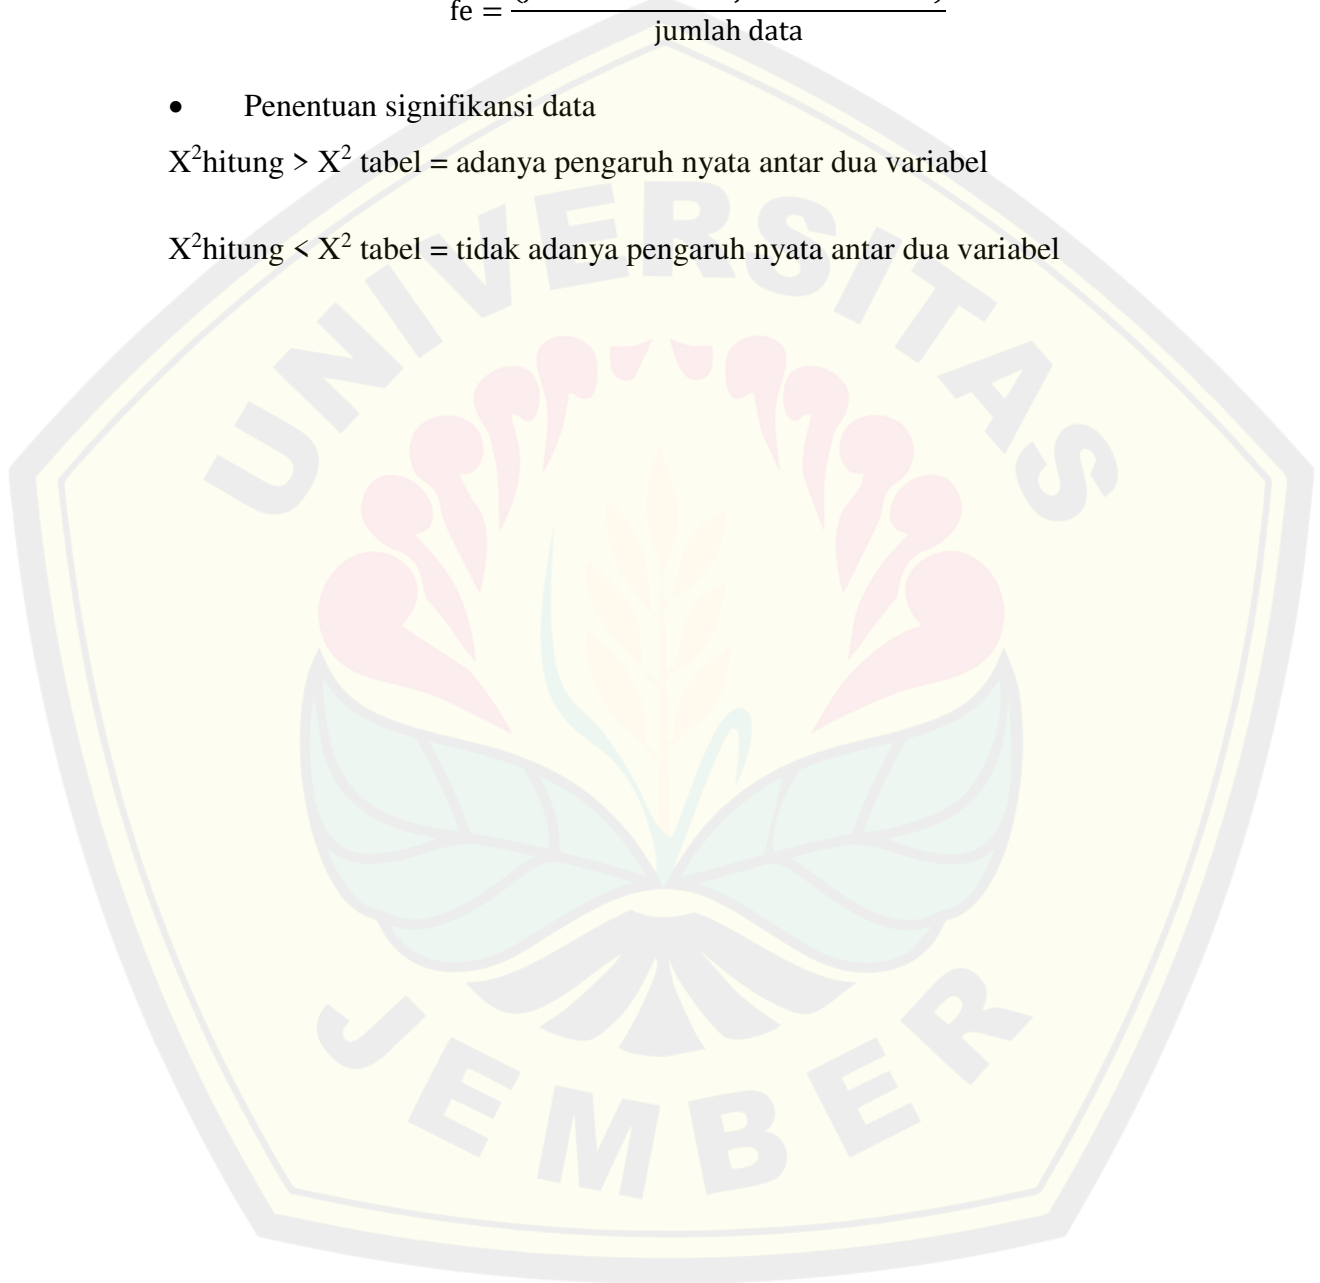 fe =
jumlah data
• Penentuan signifikansi data
X²hitung > X² tabel = adanya pengaruh nyata antar dua variabel
X²hitung < X² tabel = tidak adanya pengaruh nyata antar dua variabel
UNIVERSITAS
JEMBER